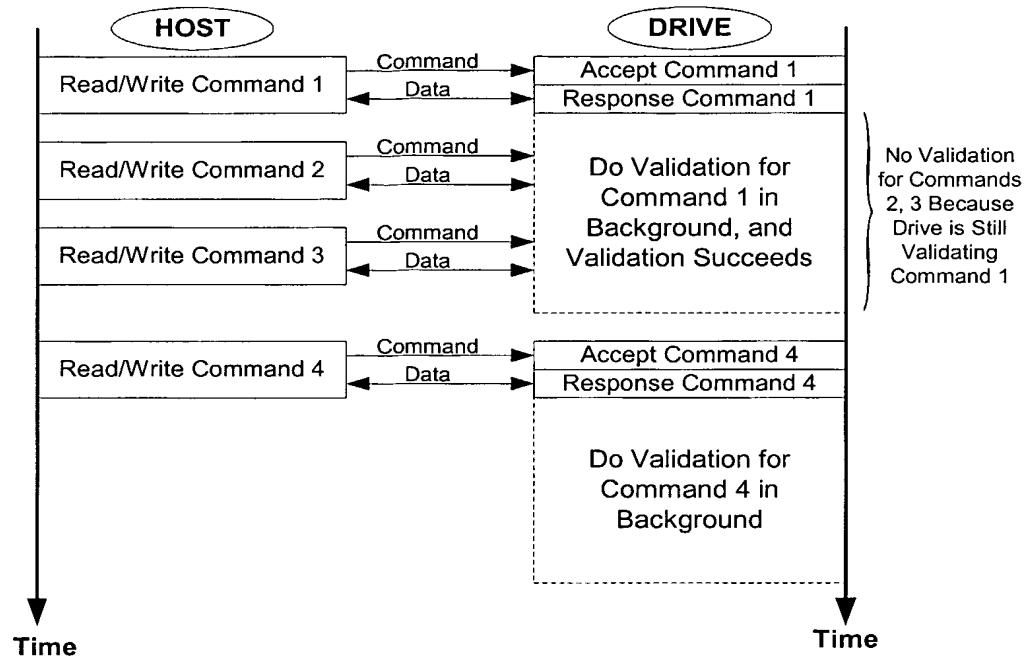 HOST
DRIVE
Read/Write Command 1
Command
Data
Accept Command 1
Response Command 1
Read/Write Command 2
Command
Data
Read/Write Command 3
Command
Data
Do Validation for
Command 1 in
Background, and
Validation Succeeds
No Validation
for Commands
2, 3 Because
Drive is Still
Validating
Command 1
Read/Write Command 4
Command
Data
Accept Command 4
Response Command 4
Do Validation for
Command 4 in
Background
Time
Time